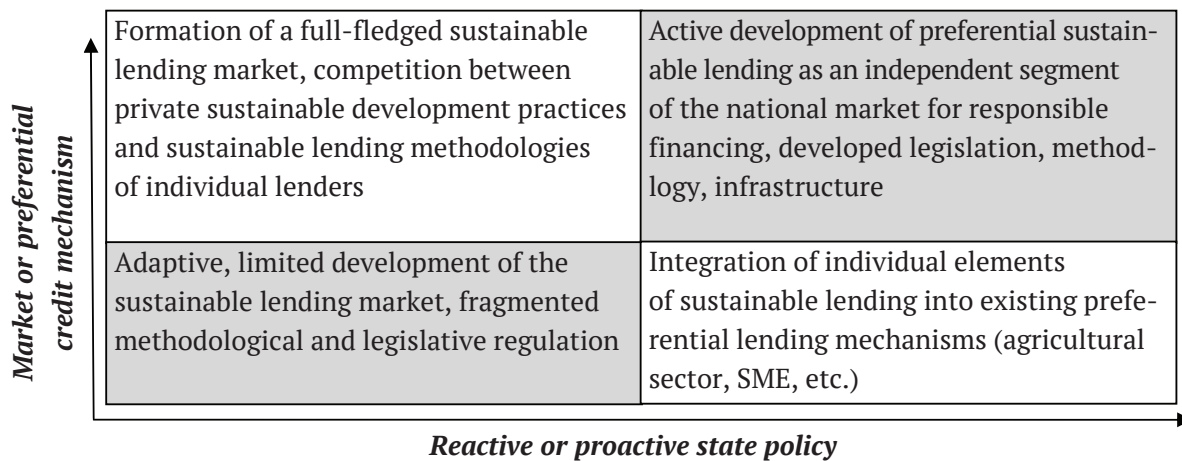 Market or preferential
credit mechanism
Formation of a full-fledged sustainable
lending market, competition between
private sustainable development practices
and sustainable lending methodologies
of individual lenders
Active development of preferential sustain-
able lending as an independent segment
of the national market for responsible
financing, developed legislation, method-
logy, infrastructure
Adaptive, limited development of the
sustainable lending market, fragmented
methodological and legislative regulation
Integration of individual elements
of sustainable lending into existing prefe-
rential lending mechanisms (agricultural
sector, SME, etc.)
Reactive or proactive state policy